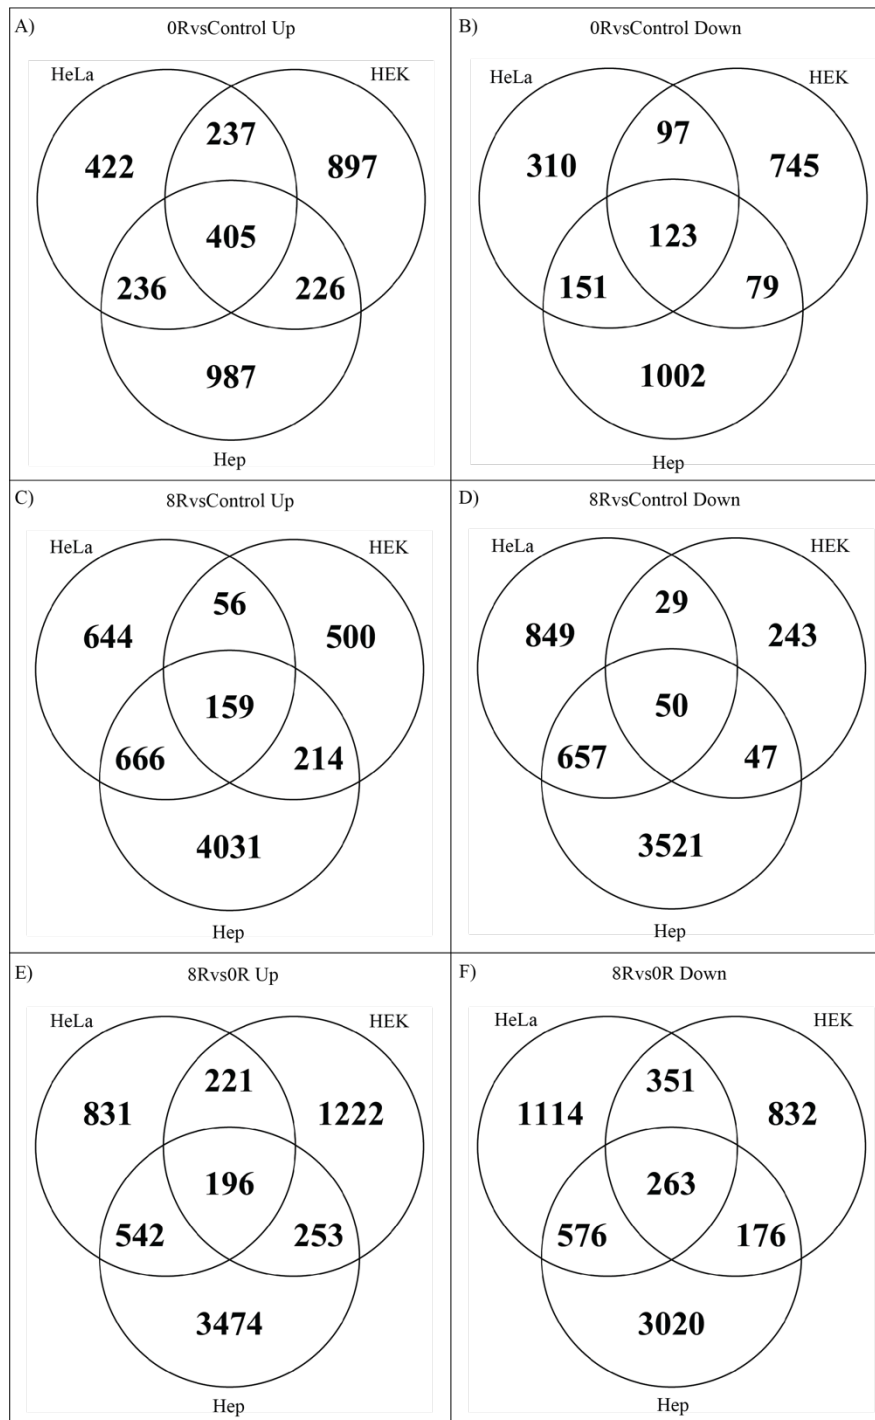 A) 0RvsControl Up
HeLa
HEK
237
422
897
405
236
226
987
Hep
B) 0RvsControl Down
HeLa
HEK
97
310
745
123
151
79
1002
Hep
C) 8RvsControl Up
HeLa
HEK
56
644
500
159
666
214
4031
Hep
D) 8RvsControl Down
HeLa
HEK
29
849
243
50
657
47
3521
Hep
E) 8Rvs0R Up
HeLa
HEK
221
831
1222
196
542
253
3474
Hep
F) 8Rvs0R Down
HeLa
HEK
351
1114
832
263
576
176
3020
Hep